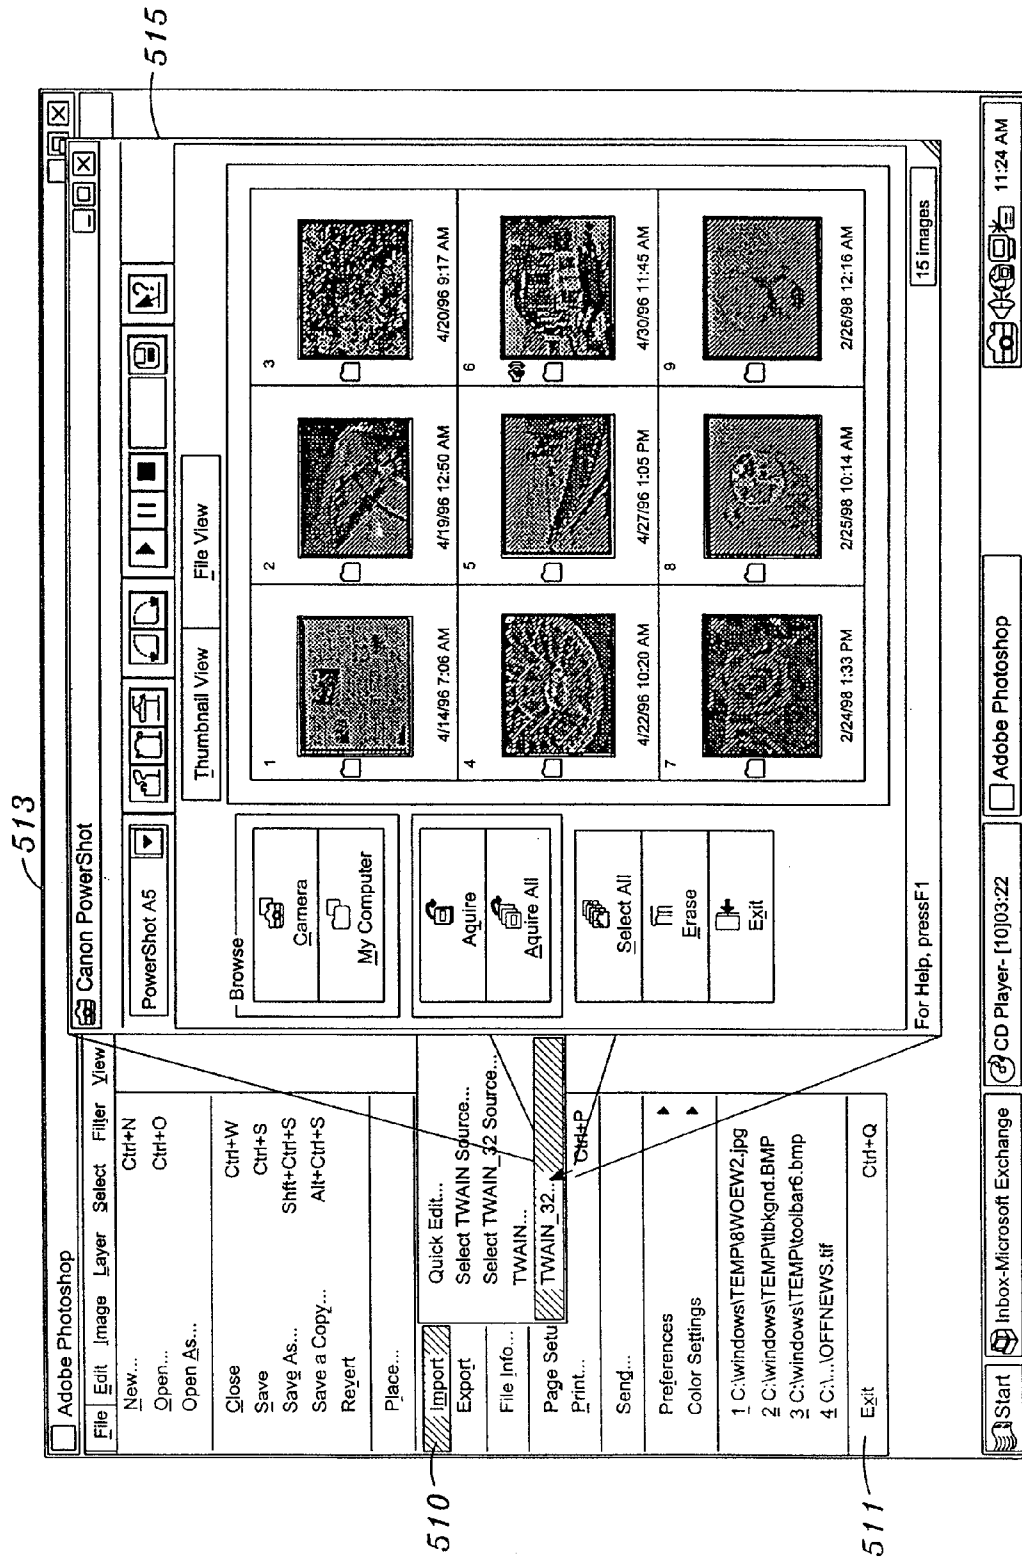 513
515
Adobe Photoshop
File Edit Image Layer Select Filter View
New... Ctrl+N
Open... Ctrl+O
Open As...
Close Ctrl+W
Save Ctrl+S
Save As... Shft+Ctrl+S
Save a Copy... Alt+Ctrl+S
Revert
Place...
510
Import
Export
Quick Edit...
Select TWAIN Source...
Select TWAIN_32 Source...
TWAIN...
TWAIN_32...
File Info...
Page Setu
Print... Ctrl+P
Send...
Preferences
Color Settings
1 C:\windows\TEMP\8WOEW2.jpg
2 C:\windows\TEMP\tlbkgnd.BMP
3 C:\windows\TEMP\toolbar6.bmp
4 C:\...\OFFNEWS.tif
Exit Ctrl+Q
511
Canon PowerShot
PowerShot A5
?
Browse
Camera
My Computer
Aquire
Aquire All
Select All
Erase
Exit
Thumbnail View File View
1
4/14/96 7:06 AM
2
4/19/96 12:50 AM
3
4/20/96 9:17 AM
4
4/22/96 10:20 AM
5
4/27/96 1:05 PM
6
4/30/96 11:45 AM
7
2/24/98 1:33 PM
8
2/25/98 10:14 AM
9
2/26/98 12:16 AM
For Help, pressF1
15 images
Start
Inbox-Microsoft Exchange
CD Player- [10]03:22
Adobe Photoshop
11:24 AM